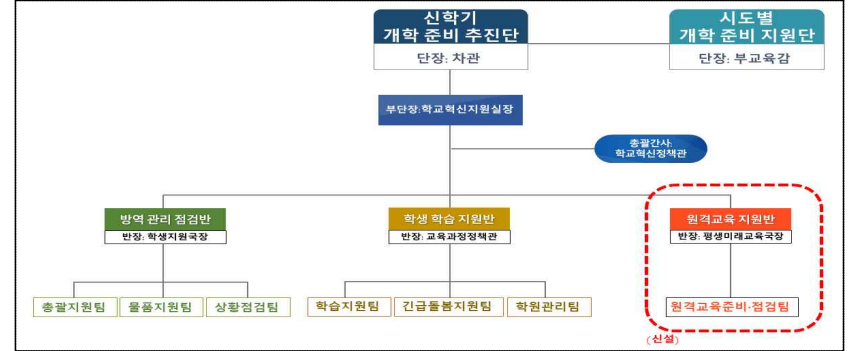 신학기
개학 준비 추진단
단장: 차관
시도별
개학 준비 지원단
단장: 부교육감
부단장:학교혁신지원실장
총괄간사:
학교혁신정책관
방역 관리 점검반
반장: 학생지원국장
학생 학습 지원반
반장: 교육과정정책관
원격교육 지원반
반장: 평생미래교육국장
총괄지원팀
물품지원팀
상황점검팀
학습지원팀
긴급돌봄지원팀
학원관리팀
원격교육준비·점검팀
(신설)